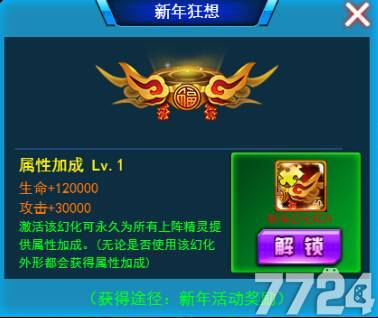 新年狂想
福
属性加成 Lv.1
生命+120000
攻击+30000
激活该幻化可永久为所有上阵精灵提
供属性加成。(无论是否使用该幻化
外形都会获得属性加成)
解锁
(获得途径：新年活动奖励)
7724